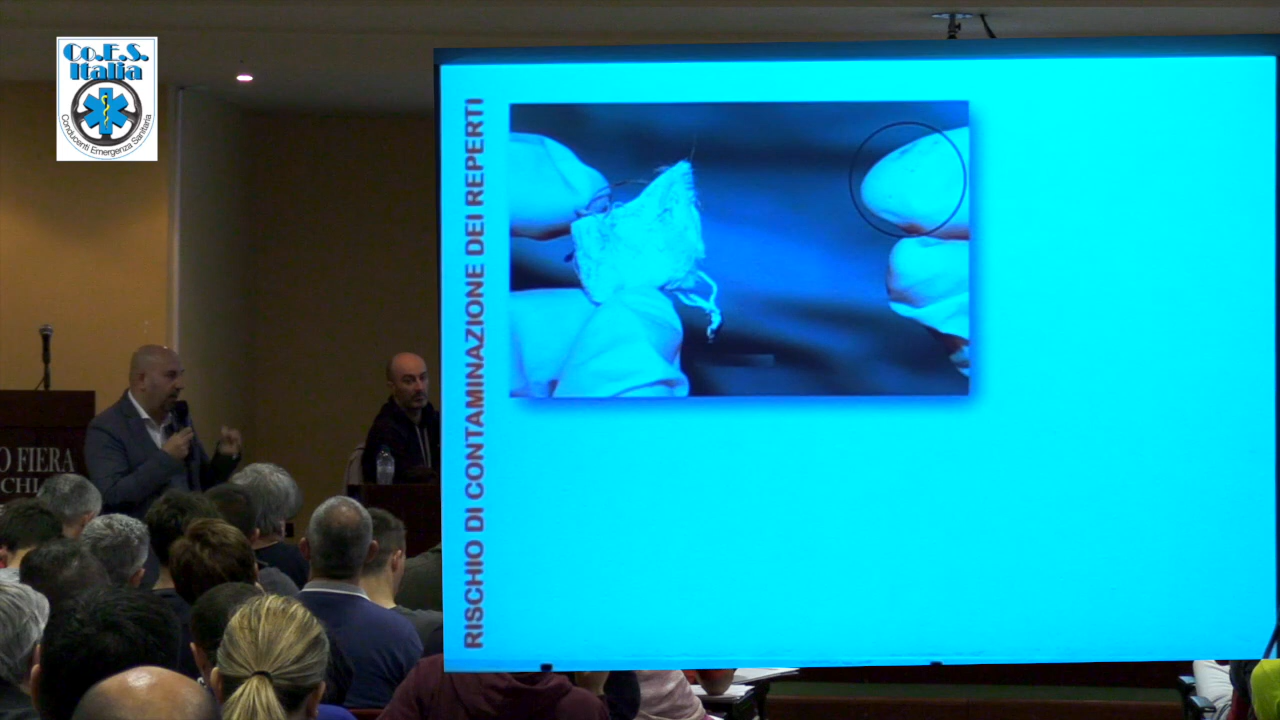 Co.E.S.
Italia
Conducenti Emergenza Sanitaria
RISCHIO DI CONTAMINAZIONE DEI REPERTI
O FIERA
CHI